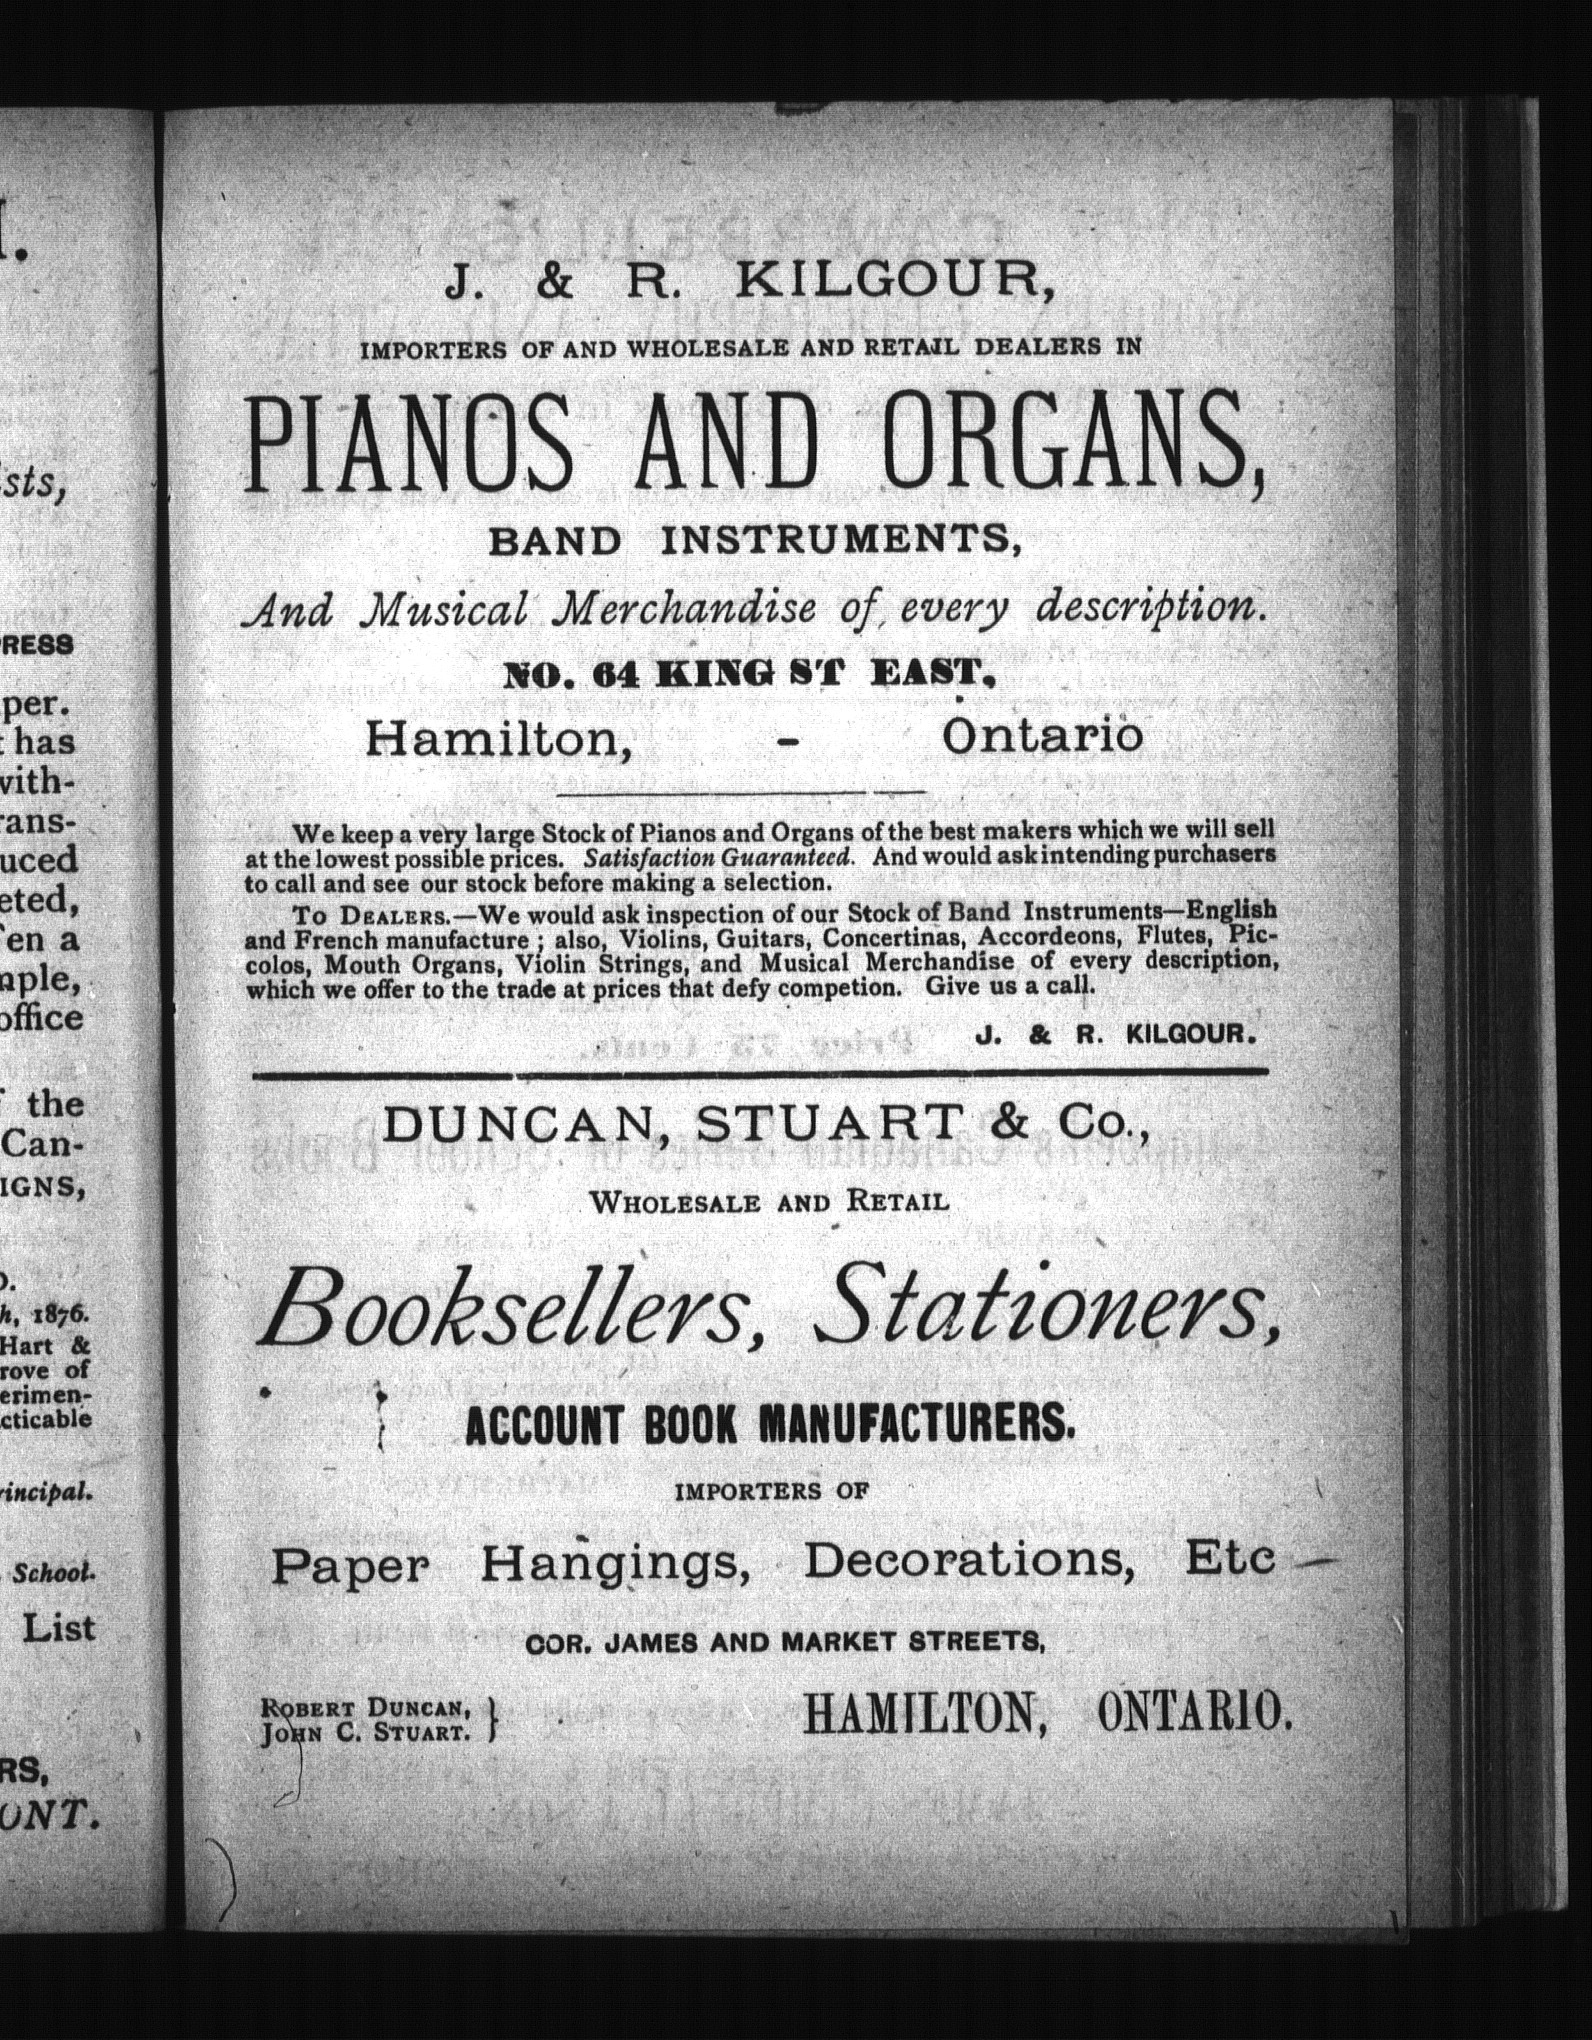 I.
sts,
PRESS
per.
has
with-
rans-
uced
eted,
Ten a
mple,
office
the
Can-
IGNS,
1876.
Hart &
rove of
erimen-
cticable
rincipal.
School.
List
RS,
ONT.
J. & R. KILGOUR,
IMPORTERS OF AND WHOLESALE AND RETAIL DEALERS IN
PIANOS AND ORGANS,
BAND INSTRUMENTS,
And Musical Merchandise of every description.
NO. 64 KING ST EAST,
Hamilton, - Ontario
We keep a very large Stock of Pianos and Organs of the best makers which we will sell
at the lowest possible prices. Satisfaction Guaranteed. And would ask intending purchasers
to call and see our stock before making a selection.
TO DEALERS.—We would ask inspection of our Stock of Band Instruments—English
and French manufacture ; also, Violins, Guitars, Concertinas, Accordeons, Flutes, Pic-
colos, Mouth Organs, Violin Strings, and Musical Merchandise of every description,
which we offer to the trade at prices that defy competion. Give us a call.
J. & R. KILGOUR.
DUNCAN, STUART & Co.,
WHOLESALE AND RETAIL
Booksellers, Stationers,
ACCOUNT BOOK MANUFACTURERS.
IMPORTERS OF
Paper Hangings, Decorations, Etc
COR. JAMES AND MARKET STREETS,
ROBERT DUNCAN, }
JOHN C. STUART. }
HAMILTON, ONTARIO.